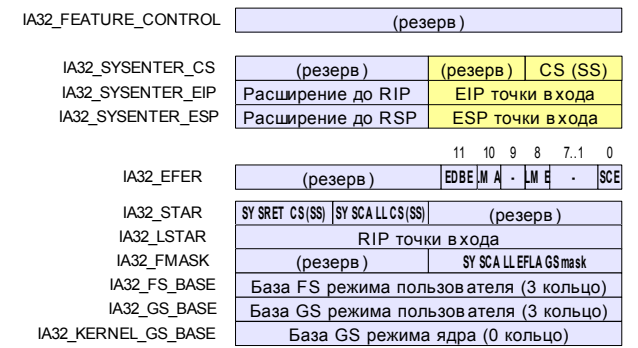 IA32_FEATURE_CONTROL (резерв)
IA32_SYSENTER_CS (резерв) (резерв) CS (SS)
IA32_SYSENTER_EIP Расширение до RIP EIP точки входа
IA32_SYSENTER_ESP Расширение до RSP ESP точки входа
11 10 9 8 7..1 0
IA32_EFER (резерв) EDBE LMA - LME - SCE
IA32_STAR SYSRET CS(SS) SYSCALL CS(SS) (резерв)
IA32_LSTAR RIP точки входа
IA32_FMASK (резерв) SYSCALL EFLAGS mask
IA32_FS_BASE База FS режима пользователя (3 кольцо)
IA32_GS_BASE База GS режима пользователя (3 кольцо)
IA32_KERNEL_GS_BASE База GS режима ядра (0 кольцо)